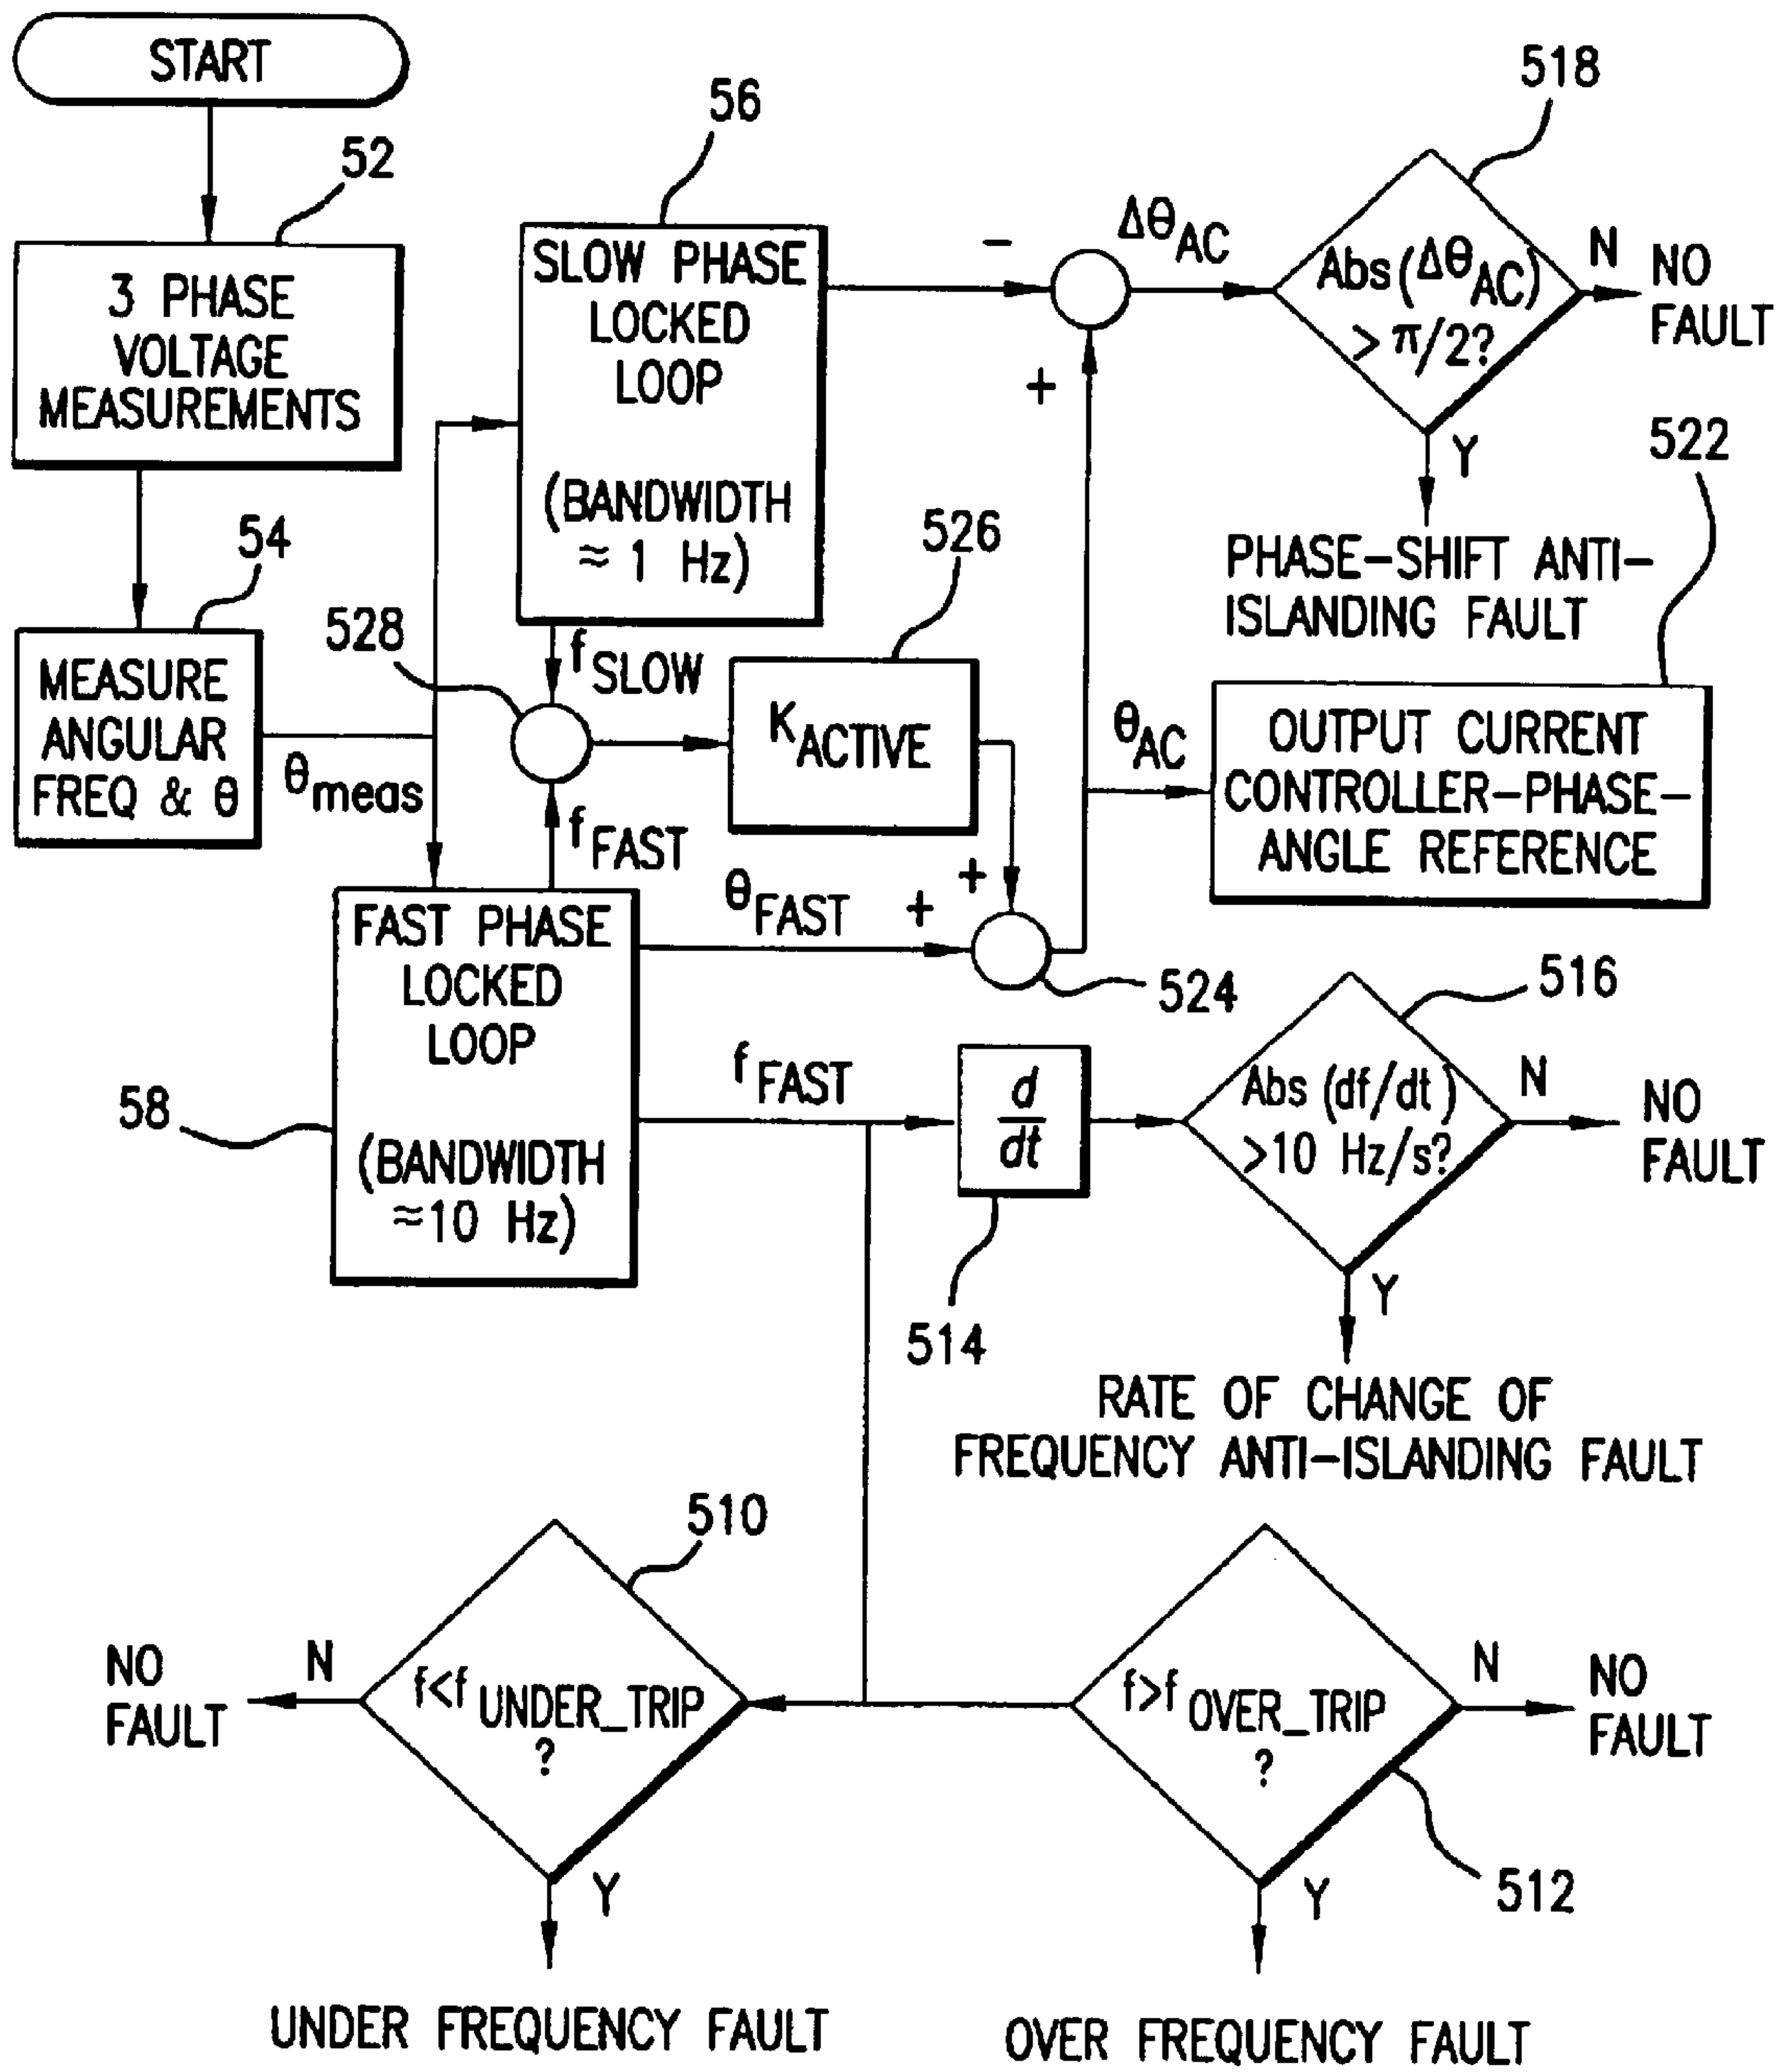 START
52
3 PHASE
VOLTAGE
MEASUREMENTS
54
MEASURE
ANGULAR
FREQ & θ
θmeas
56
SLOW PHASE
LOCKED
LOOP
(BANDWIDTH
≈ 1 Hz)
528
fSLOW
fFAST
526
KACTIVE
-
+
ΔθAC
518
Abs(ΔθAC)
> π/2?
N
NO
FAULT
Y
PHASE-SHIFT ANTI-
ISLANDING FAULT
522
θAC
OUTPUT CURRENT
CONTROLLER-PHASE-
ANGLE REFERENCE
58
FAST PHASE
LOCKED
LOOP
(BANDWIDTH
≈10 Hz)
θFAST
+
+
524
fFAST
d
dt
514
516
Abs (df/dt)
>10 Hz/s?
N
NO
FAULT
Y
RATE OF CHANGE OF
FREQUENCY ANTI-ISLANDING FAULT
510
f<fUNDER_TRIP
?
N
NO
FAULT
Y
UNDER FREQUENCY FAULT
f>fOVER_TRIP
?
N
NO
FAULT
512
Y
OVER FREQUENCY FAULT